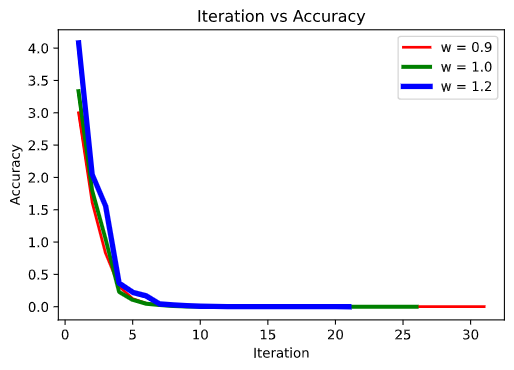 Iteration vs Accuracy
w = 0.9
w = 1.0
w = 1.2
Accuracy
4.0
3.5
3.0
2.5
2.0
1.5
1.0
0.5
0.0
0 5 10 15 20 25 30
Iteration